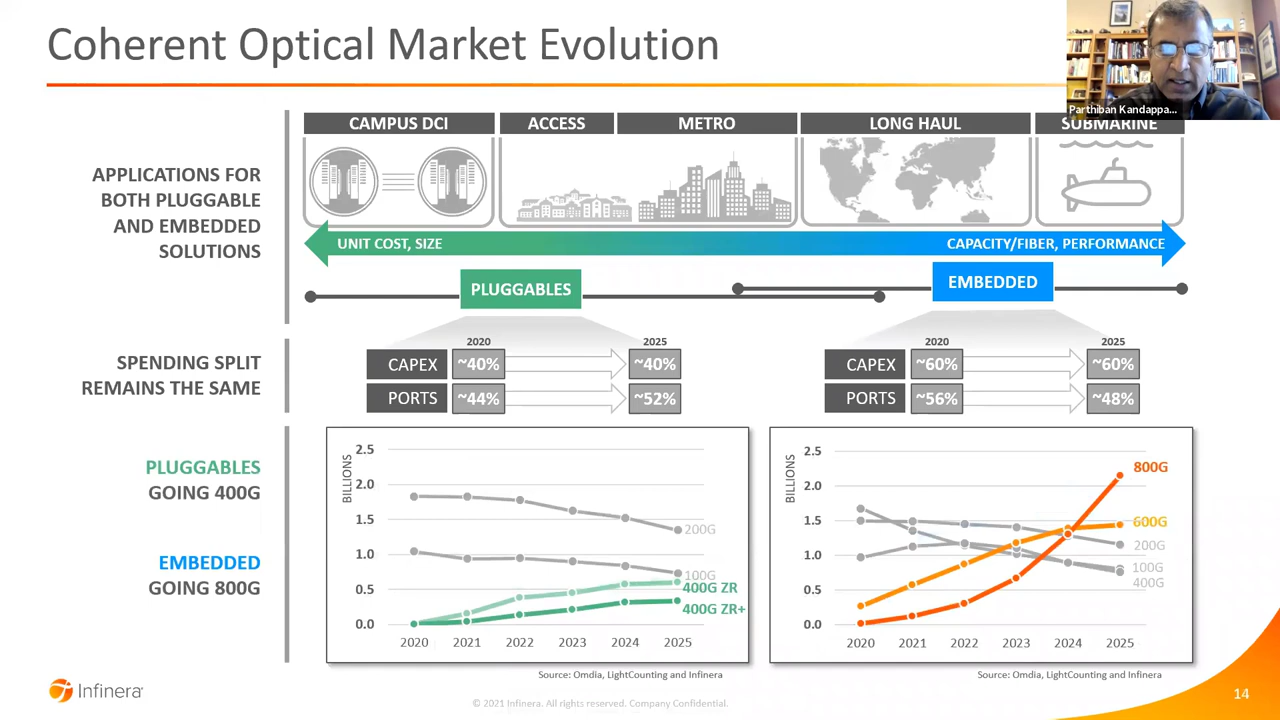 Coherent Optical Market Evolution
Parthiban Kandappa...
CAMPUS DCI
ACCESS
METRO
LONG HAUL
SUBMARINE
APPLICATIONS FOR
BOTH PLUGGABLE
AND EMBEDDED
SOLUTIONS
UNIT COST, SIZE
CAPACITY/FIBER, PERFORMANCE
PLUGGABLES
EMBEDDED
SPENDING SPLIT
REMAINS THE SAME
2020
2025
CAPEX
~40%
~40%
PORTS
~44%
~52%
2020
2025
CAPEX
~60%
~60%
PORTS
~56%
~48%
PLUGGABLES
GOING 400G
EMBEDDED
GOING 800G
BILLIONS
2.5
2.0
1.5
1.0
0.5
0.0
2020 2021 2022 2023 2024 2025
200G
100G
400G ZR
400G ZR+
Source: Omdia, LightCounting and Infinera
BILLIONS
2.5
2.0
1.5
1.0
0.5
0.0
2020 2021 2022 2023 2024 2025
800G
600G
200G
100G
400G
Source: Omdia, LightCounting and Infinera
Infinera
© 2021 Infinera. All rights reserved. Company Confidential.
14